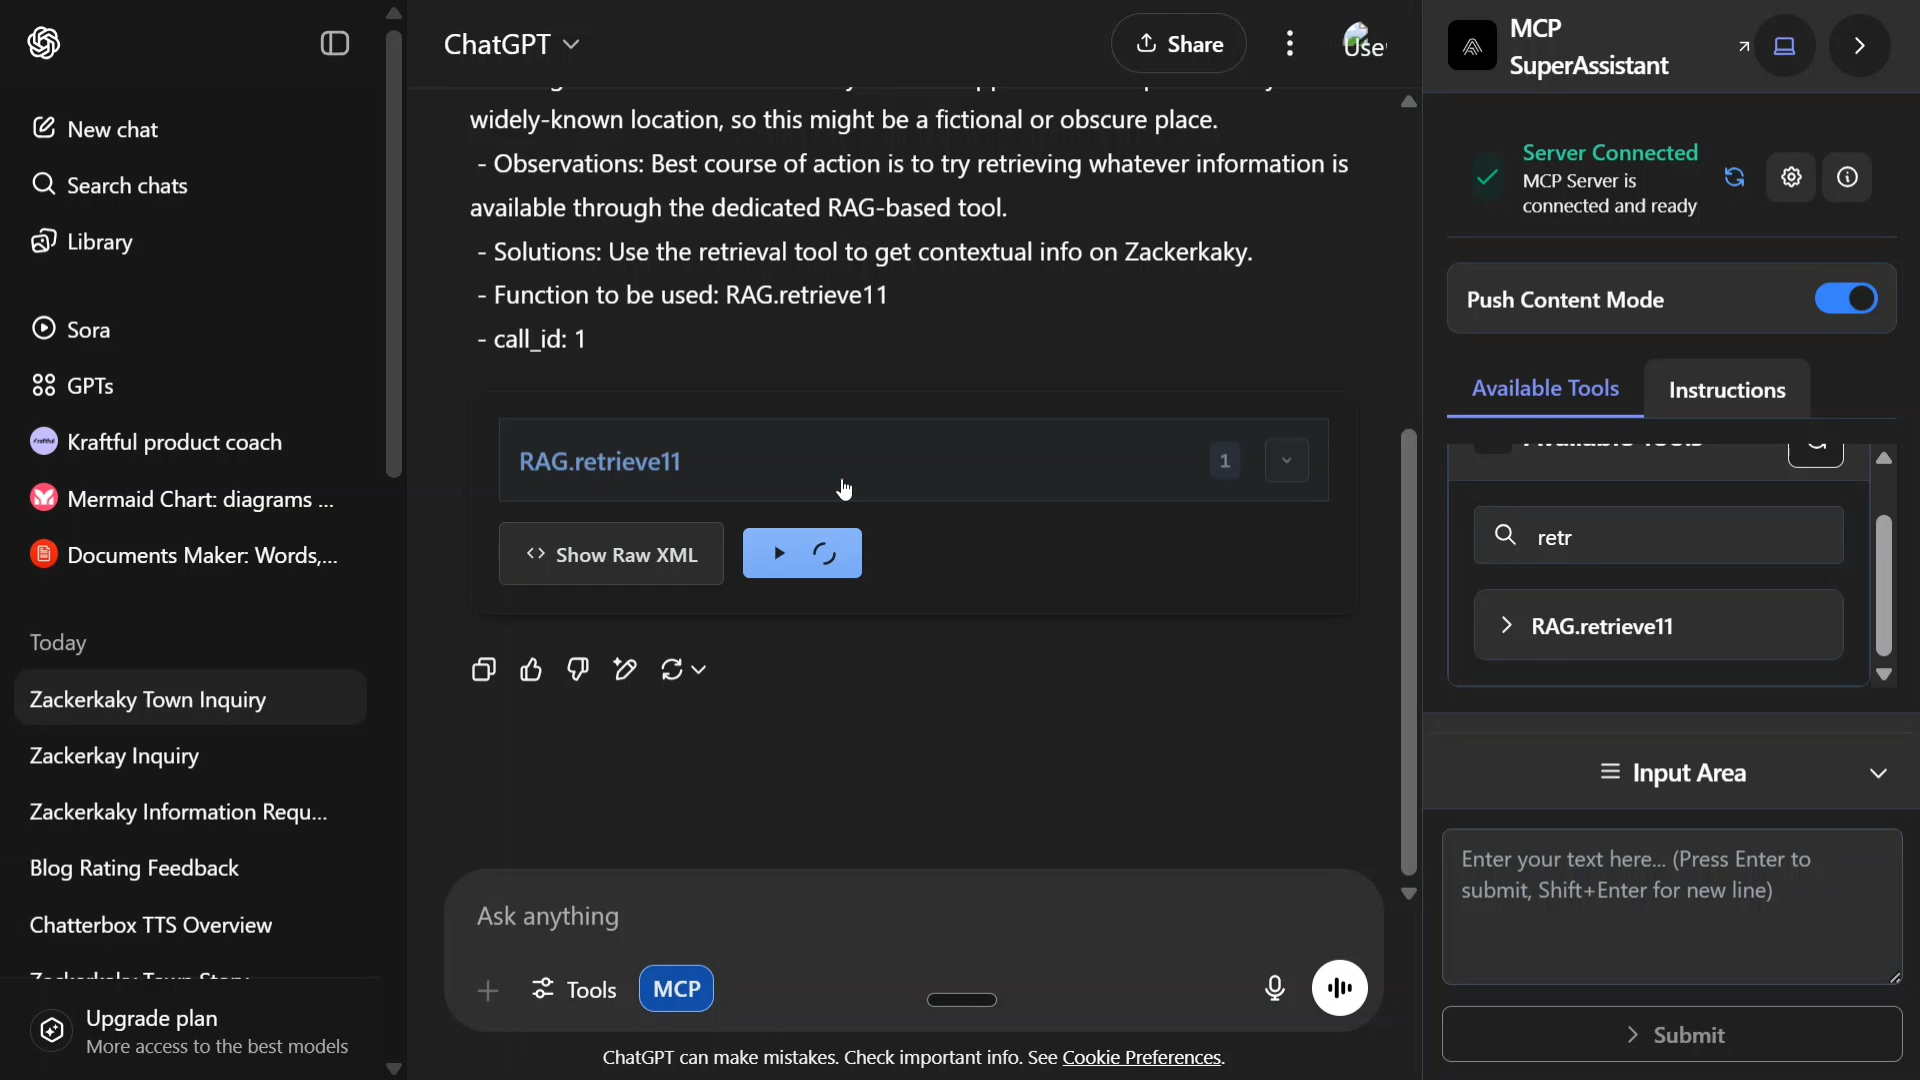 New chat
Search chats
Library
Sora
GPTs
Kraftful product coach
Mermaid Chart: diagrams ...
Documents Maker: Words,...
Today
Zackerkaky Town Inquiry
Zackerkay Inquiry
Zackerkaky Information Requ...
Blog Rating Feedback
Chatterbox TTS Overview
Upgrade plan
More access to the best models
ChatGPT
Share
Use
widely-known location, so this might be a fictional or obscure place.
- Observations: Best course of action is to try retrieving whatever information is
available through the dedicated RAG-based tool.
- Solutions: Use the retrieval tool to get contextual info on Zackerkaky.
- Function to be used: RAG.retrieve11
- call_id: 1
RAG.retrieve11
1
<> Show Raw XML
Ask anything
Tools
MCP
ChatGPT can make mistakes. Check important info. See Cookie Preferences.
MCP
SuperAssistant
Server Connected
MCP Server is
connected and ready
Push Content Mode
Available Tools
Instructions
retr
RAG.retrieve11
Input Area
Enter your text here... (Press Enter to
submit, Shift+Enter for new line)
Submit